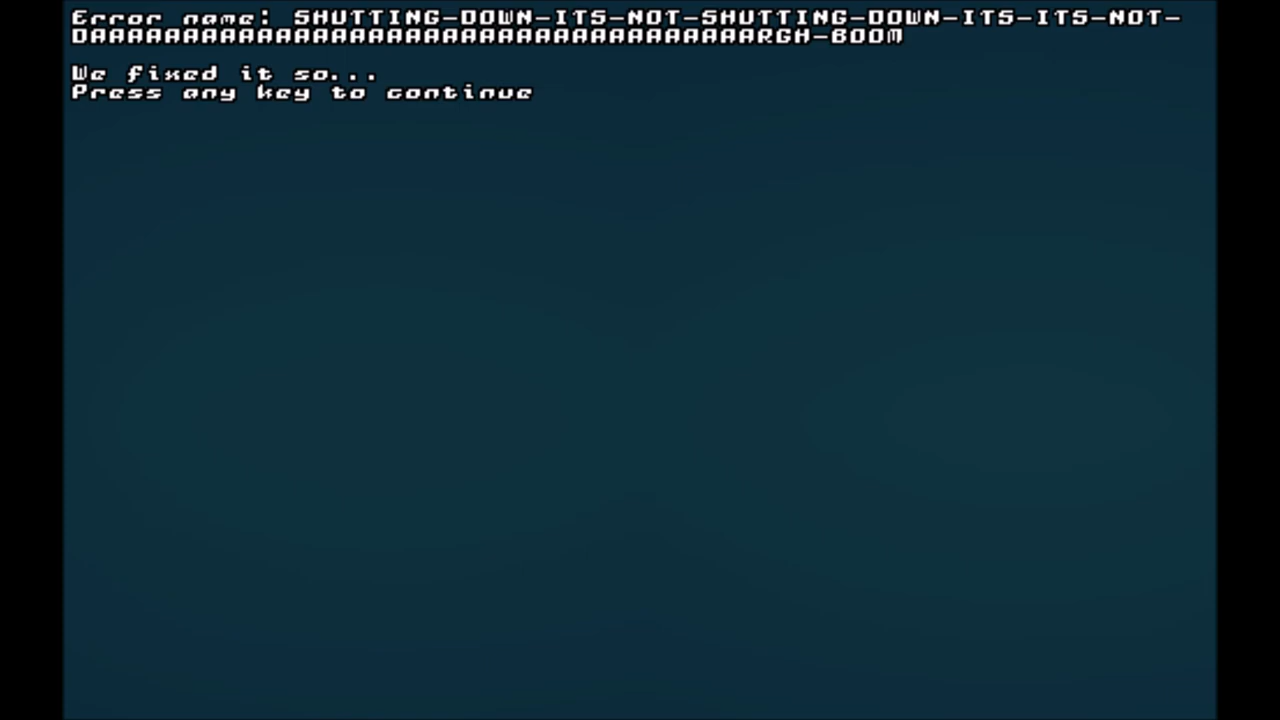 Error name: SHUTTING-DOWN-ITS-NOT-SHUTTING-DOWN-ITS-ITS-NOT-
DAAAAAAAAAAAAAAAAAAAAAAAAAAAAAAAAAAAARGH-BOOM
We fixed it so...
Press any key to continue